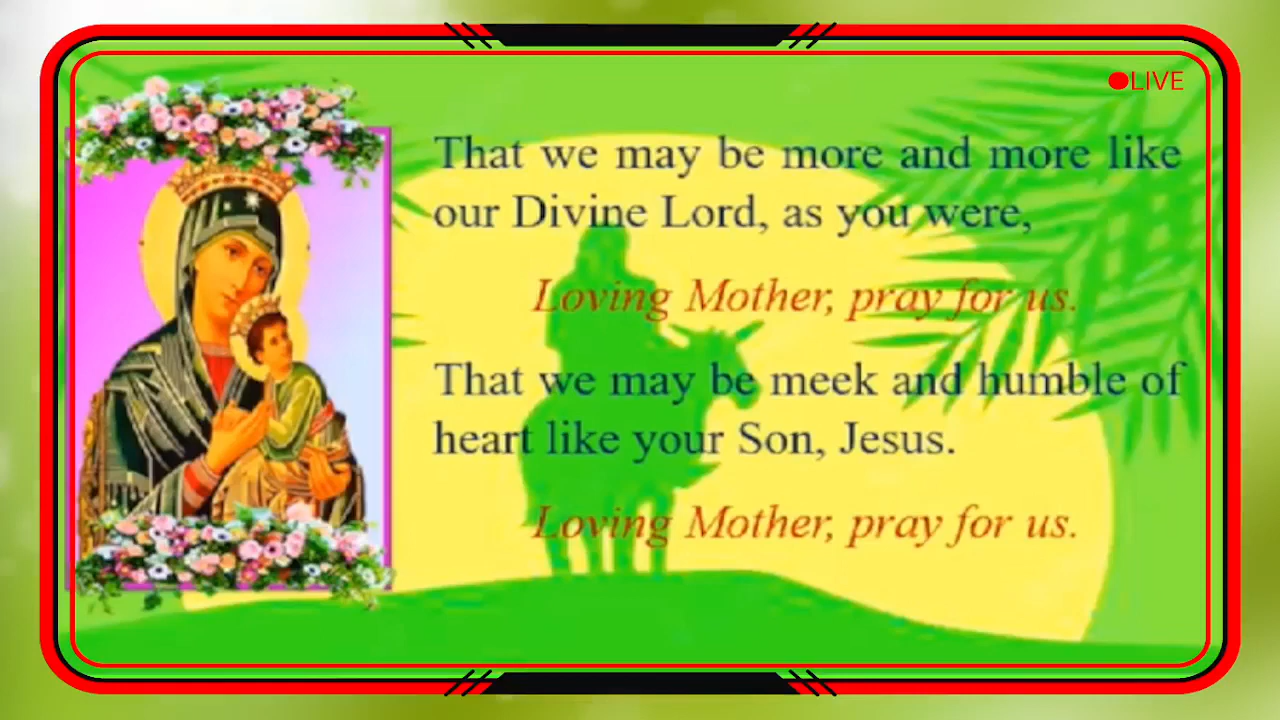 LIVE
That we may be more and more like
our Divine Lord, as you were,
Loving Mother, pray for us.
That we may be meek and humble of
heart like your Son, Jesus.
Loving Mother, pray for us.